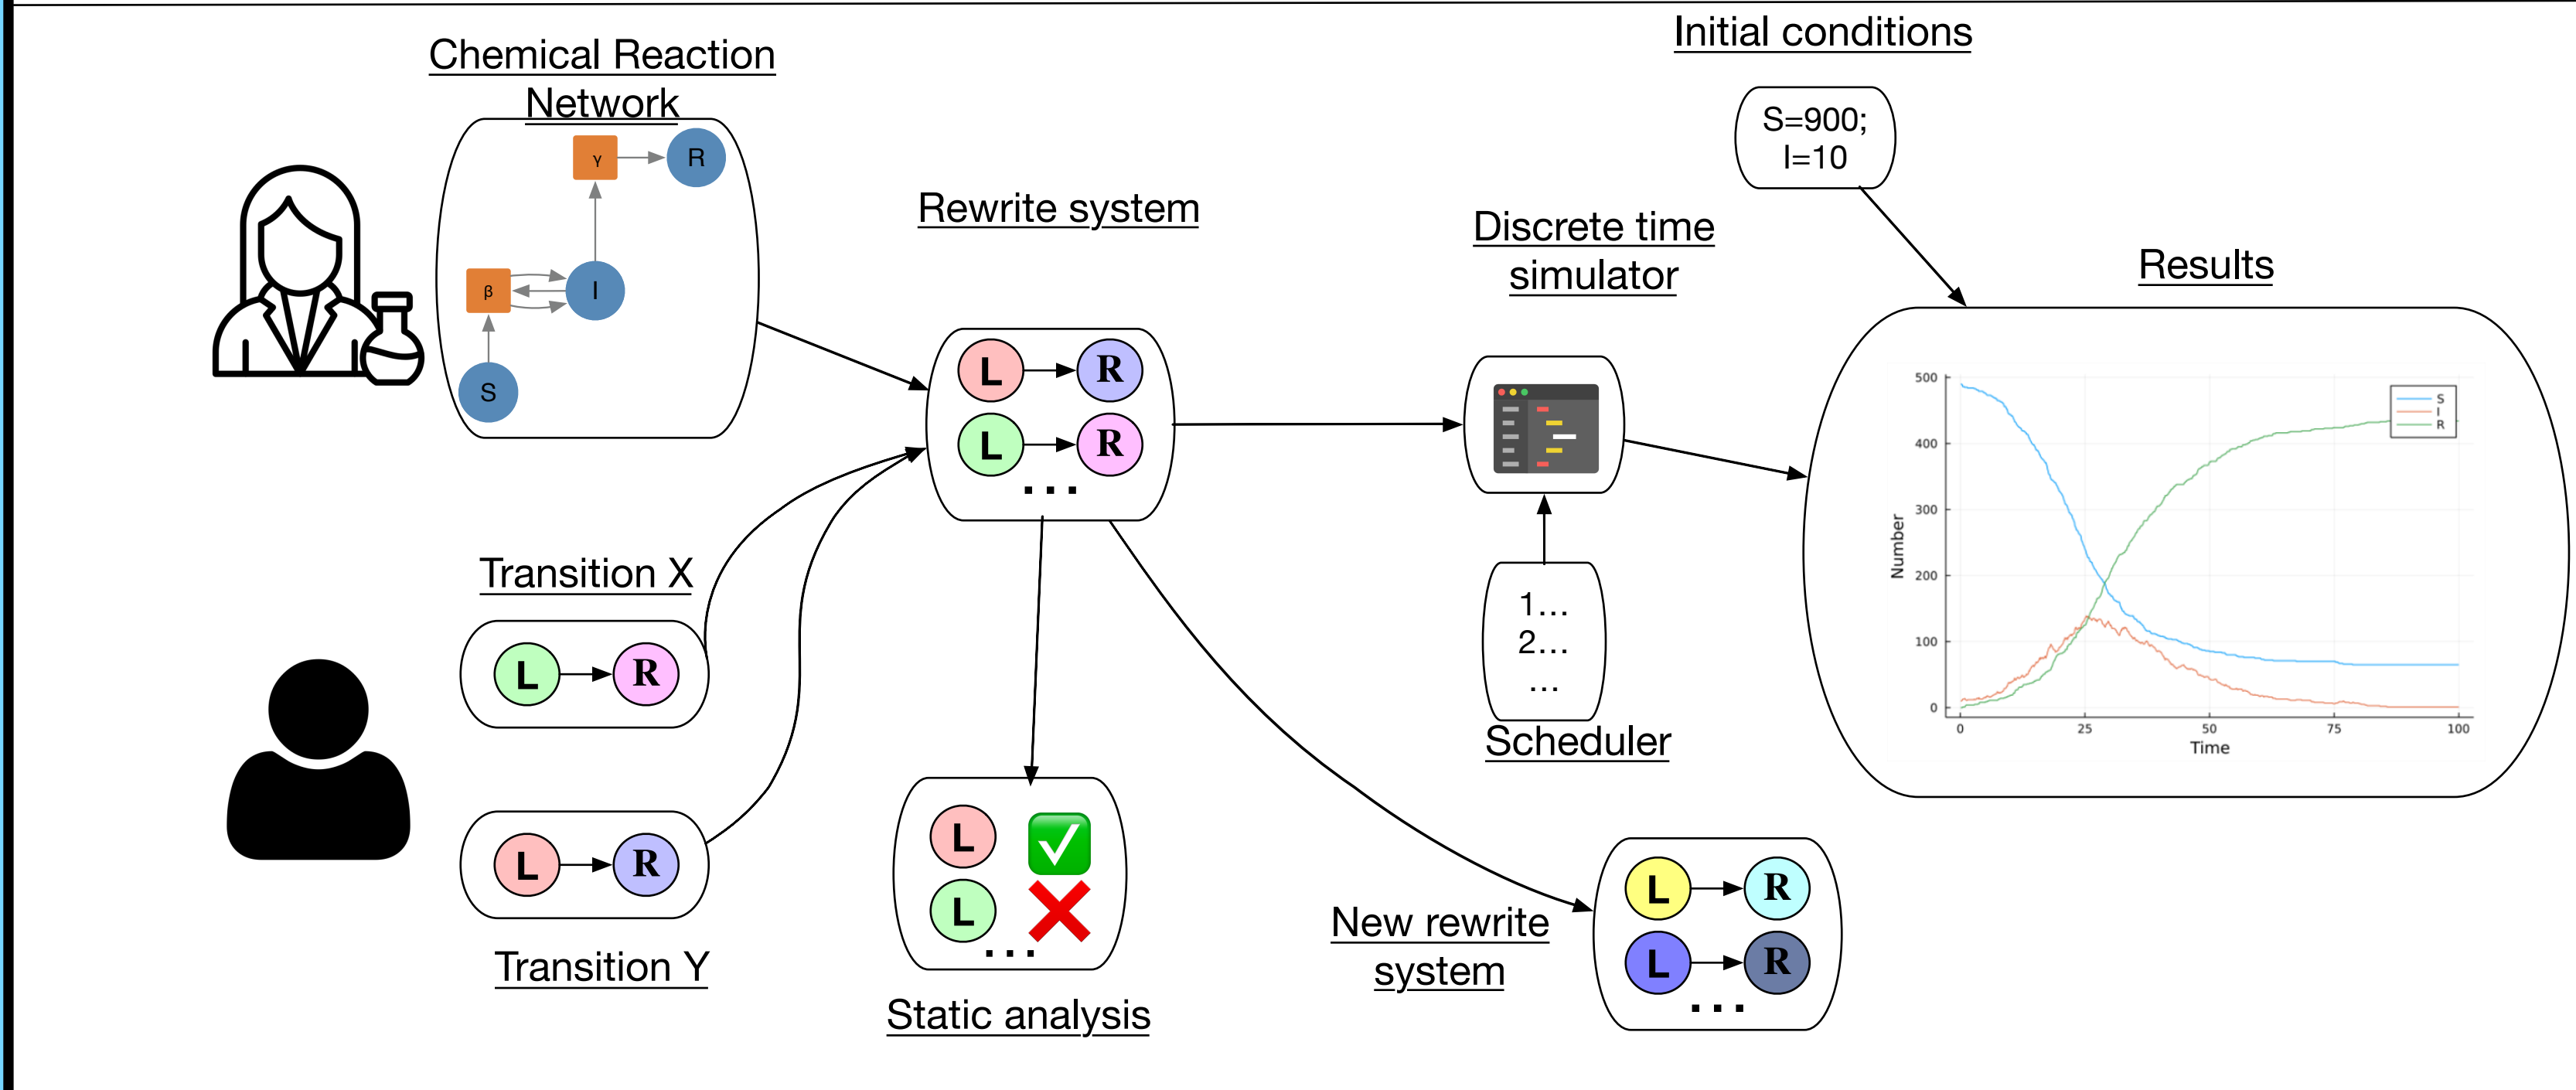 Chemical Reaction
Network
γ
R
β
I
S
Transition X
L
R
L
R
Transition Y
Rewrite system
L
R
L
R
...
L
L
...
Static analysis
Discrete time
simulator
1...
2...
...
Scheduler
New rewrite
system
L
R
L
R
...
Initial conditions
S=900;
I=10
Results
500
400
300
200
100
0
Number
S
I
R
0 25 50 75 100
Time